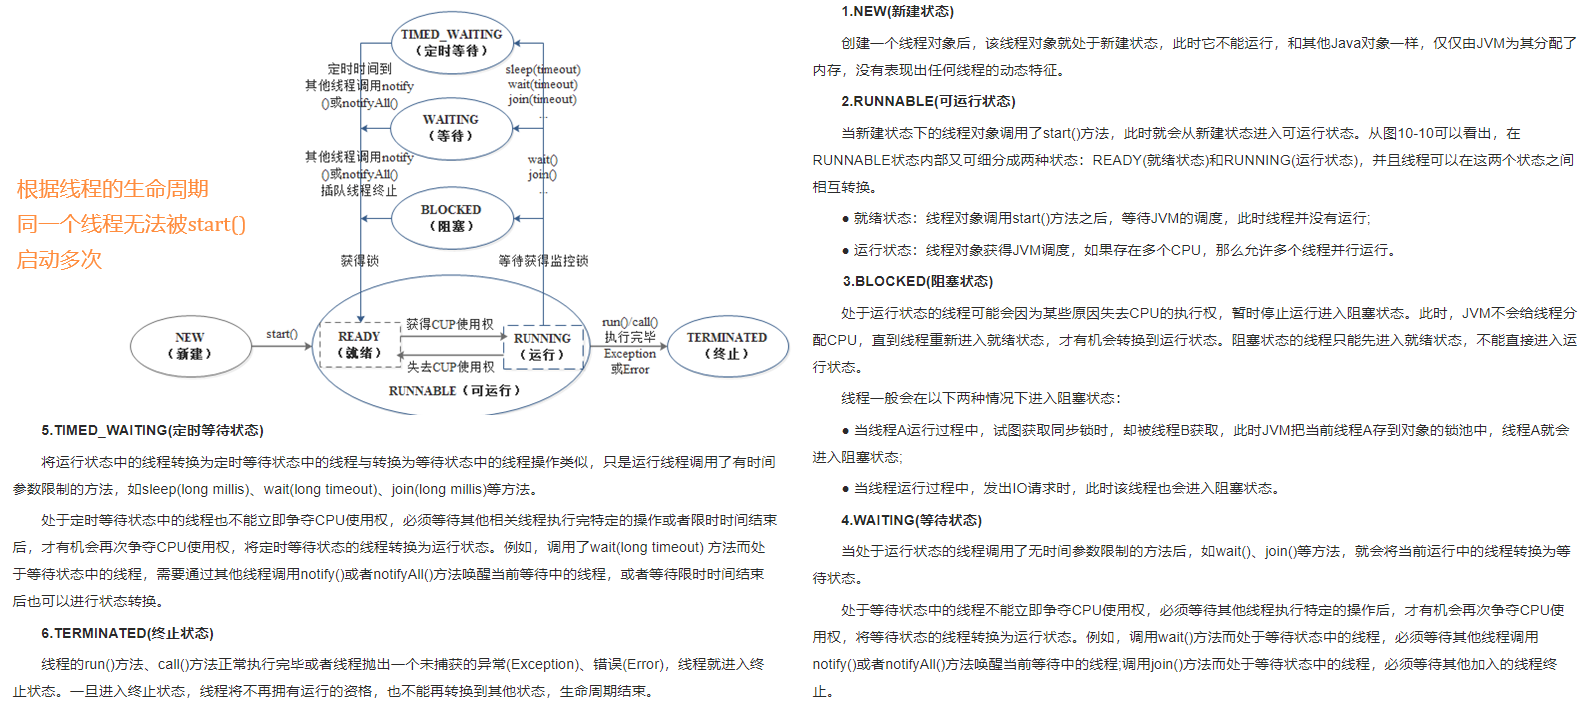 TIMED_WAITING
（定时等待）
定时时间到
其他线程调用notify
()或notifyAll()
sleep(timeout)
wait(timeout)
join(timeout)
...
WAITING
（等待）
其他线程调用notify
()或notifyAll()
插队线程终止
wait()
join()
...
BLOCKED
（阻塞）
获得锁
等待获得监控锁
根据线程的生命周期
同一个线程无法被start()
启动多次
NEW
（新建）
start()
READY
（就绪）
获得CUP使用权
失去CUP使用权
RUNNING
（运行）
RUNNABLE（可运行）
run()/call()
执行完毕
Exception
或Error
TERMINATED
（终止）
5.TIMED_WAITING(定时等待状态)
将运行状态中的线程转换为定时等待状态中的线程与转换为等待状态中的线程操作类似，只是运行线程调用了有时间
参数限制的方法，如sleep(long millis)、wait(long timeout)、join(long millis)等方法。
处于定时等待状态中的线程也不能立即争夺CPU使用权，必须等待其他相关线程执行完特定的操作或者限时时间结束
后，才有机会再次争夺CPU使用权，将定时等待状态的线程转换为运行状态。例如，调用了wait(long timeout) 方法而处
于等待状态中的线程，需要通过其他线程调用notify()或者notifyAll()方法唤醒当前等待中的线程，或者等待限时时间结束
后也可以进行状态转换。
6.TERMINATED(终止状态)
线程的run()方法、call()方法正常执行完毕或者线程抛出一个未捕获的异常(Exception)、错误(Error)，线程就进入终
止状态。一旦进入终止状态，线程将不再拥有运行的资格，也不能再转换到其他状态，生命周期结束。
1.NEW(新建状态)
创建一个线程对象后，该线程对象就处于新建状态，此时它不能运行，和其他Java对象一样，仅仅由JVM为其分配了
内存，没有表现出任何线程的动态特征。
2.RUNNABLE(可运行状态)
当新建状态下的线程对象调用了start()方法，此时就会从新建状态进入可运行状态。从图10-10可以看出，在
RUNNABLE状态内部又可细分成两种状态：READY(就绪状态)和RUNNING(运行状态)，并且线程可以在这两个状态之间
相互转换。
● 就绪状态：线程对象调用start()方法之后，等待JVM的调度，此时线程并没有运行;
● 运行状态：线程对象获得JVM调度，如果存在多个CPU，那么允许多个线程并行运行。
3.BLOCKED(阻塞状态)
处于运行状态的线程可能会因为某些原因失去CPU的执行权，暂时停止运行进入阻塞状态。此时，JVM不会给线程分
配CPU，直到线程重新进入就绪状态，才有机会转换到运行状态。阻塞状态的线程只能先进入就绪状态，不能直接进入运
行状态。
线程一般会在以下两种情况下进入阻塞状态：
● 当线程A运行过程中，试图获取同步锁时，却被线程B获取，此时JVM把当前线程A存到对象的锁池中，线程A就会
进入阻塞状态;
● 当线程运行过程中，发出IO请求时，此时该线程也会进入阻塞状态。
4.WAITING(等待状态)
当处于运行状态的线程调用了无时间参数限制的方法后，如wait()、join()等方法，就会将当前运行中的线程转换为等
待状态。
处于等待状态中的线程不能立即争夺CPU使用权，必须等待其他线程执行特定的操作后，才有机会再次争夺CPU使
用权，将等待状态的线程转换为运行状态。例如，调用wait()方法而处于等待状态中的线程，必须等待其他线程调用
notify()或者notifyAll()方法唤醒当前等待中的线程;调用join()方法而处于等待状态中的线程，必须等待其他加入的线程终
止。